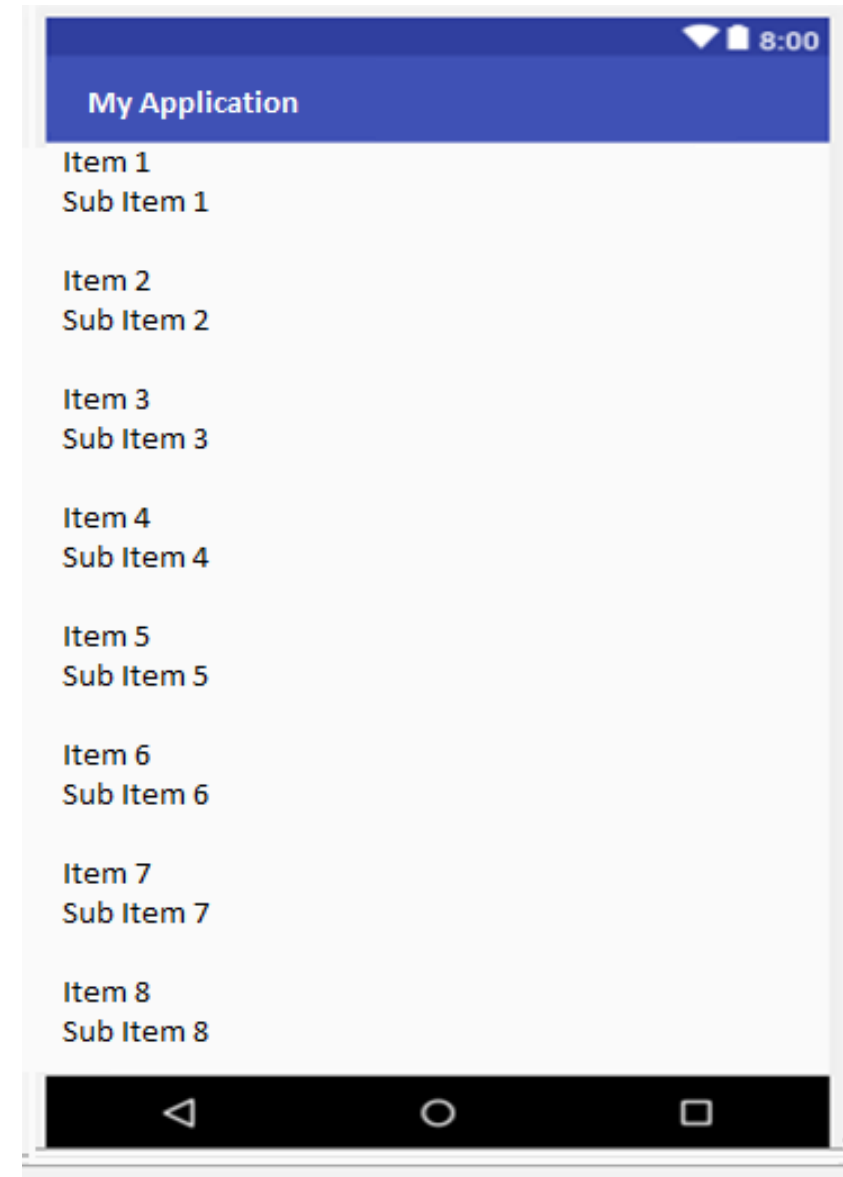 8:00
My Application
Item 1
Sub Item 1
Item 2
Sub Item 2
Item 3
Sub Item 3
Item 4
Sub Item 4
Item 5
Sub Item 5
Item 6
Sub Item 6
Item 7
Sub Item 7
Item 8
Sub Item 8